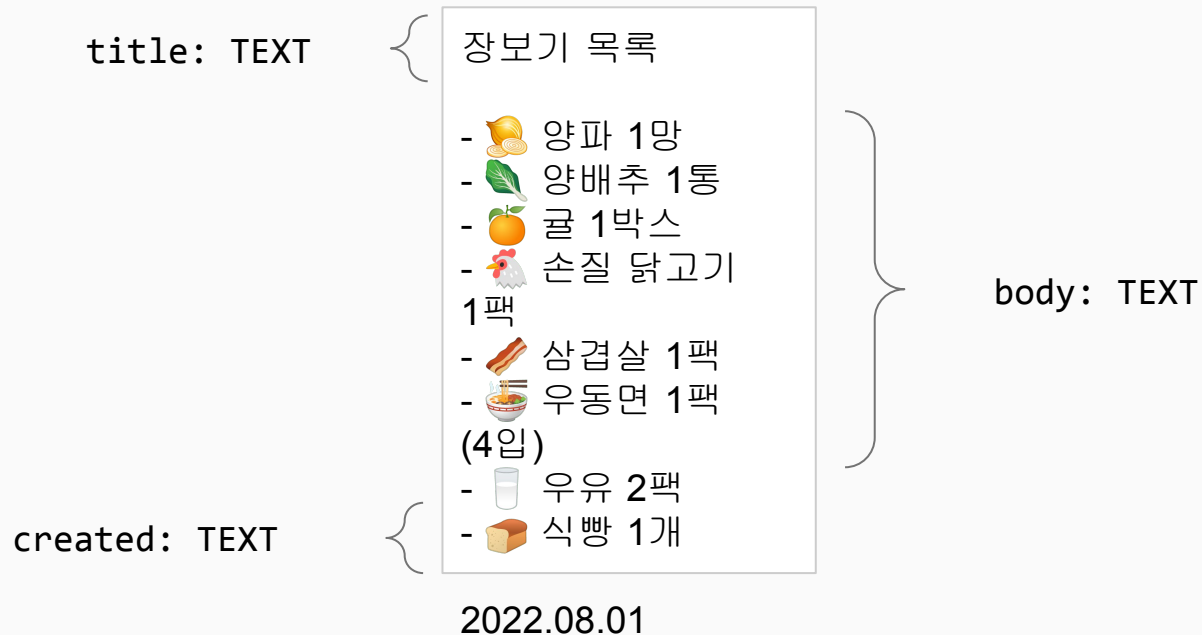 title: TEXT
장보기 목록
- 🧅 양파 1망
- 🥬 양배추 1통
- 🍊 귤 1박스
- 🐔 손질 닭고기
1팩
- 🥓 삼겹살 1팩
- 🍜 우동면 1팩
(4입)
- 🥛 우유 2팩
- 🍞 식빵 1개
body: TEXT
created: TEXT
2022.08.01